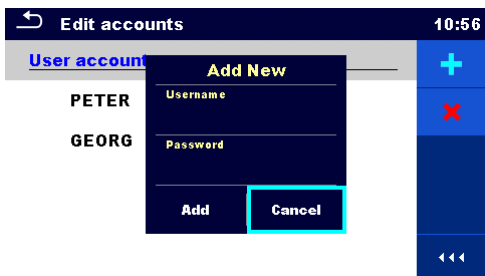 Edit accounts 10:56
User account
Add New
Username
PETER
GEORG
Password
Add Cancel